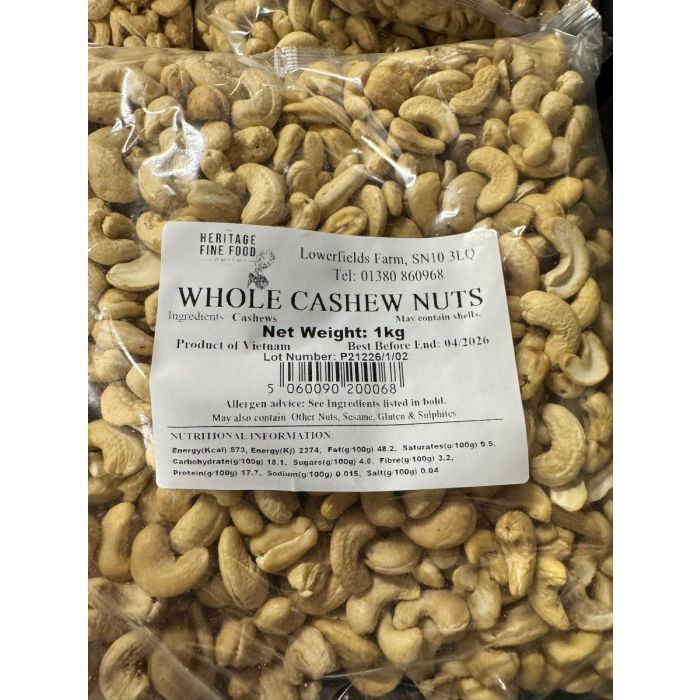 THE
HERITAGE
FINE FOOD
COMPANY
Lowerfields Farm, SN10 3LQ
Tel: 01380 860968
WHOLE CASHEW NUTS
Ingredients: Cashews May contain shells.
Net Weight: 1kg
Product of Vietnam Best Before End: 04/2026
Lot Number: P21226/1/02
5 060090 200068
Allergen advice: See Ingredients listed in bold.
May also contain Other Nuts, Sesame, Gluten & Sulphites
NUTRITIONAL INFORMATION:
Energy(Kcal) 573, Energy(Kj) 2374, Fat(g/100g) 48.2, Saturates(g/100g) 9.5,
Carbohydrate(g/100g) 18.1, Sugars(g/100g) 4.6, Fibre(g/100g) 3.2,
Protein(g/100g) 17.7, Sodium(g/100g) 0.015, Salt(g/100g) 0.04